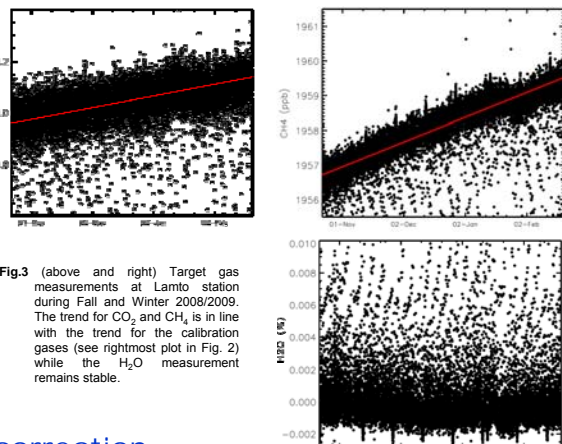 1961
1960
1959
1958
1957
1956
CH4 (ppb)
01-Nov 02-Dec 02-Jan 02-Feb
Fig.3 (above and right) Target gas
measurements at Lamto station
during Fall and Winter 2008/2009.
The trend for CO2 and CH4 is in line
with the trend for the calibration
gases (see rightmost plot in Fig. 2)
while the H2O measurement
remains stable.
0.010
0.008
0.006
0.004
0.002
0.000
-0.002
H2O (%)
correction